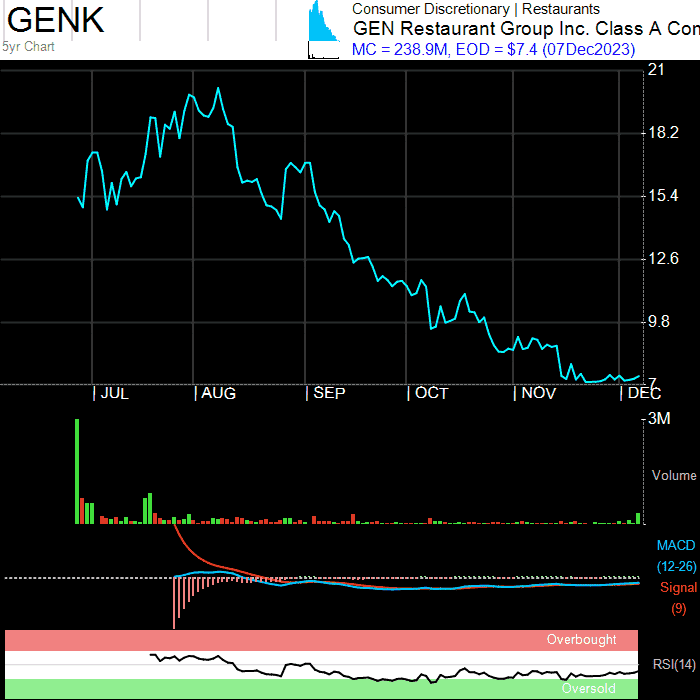 GENK
Consumer Discretionary | Restaurants
GEN Restaurant Group Inc. Class A Con
5yr Chart
MC = 238.9M, EOD = $7.4 (07Dec2023)
21
18.2
15.4
12.6
9.8
7
JUL AUG SEP OCT NOV DEC
3M
Volume
MACD
(12-26)
Signal
(9)
Overbought
RSI(14)
Oversold